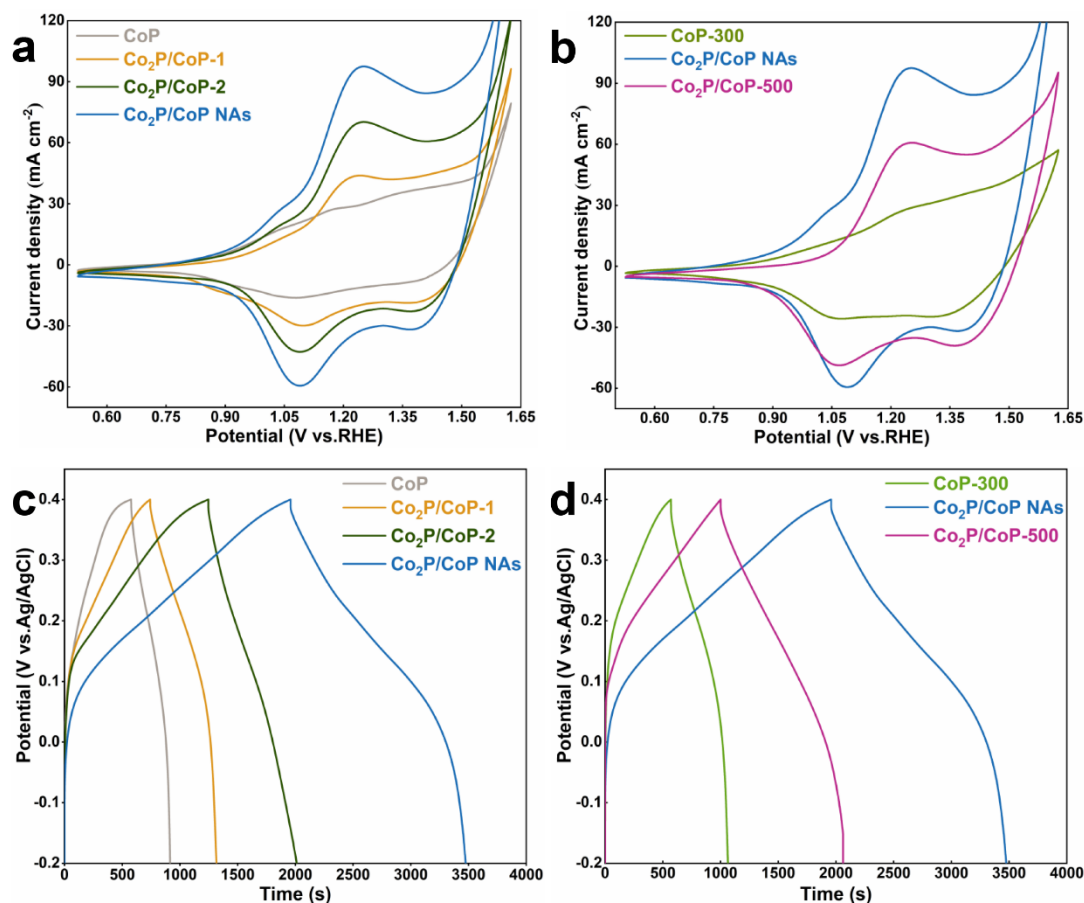 a
CoP
Co₂P/CoP-1
Co₂P/CoP-2
Co₂P/CoP NAs
Current density (mA cm⁻²)
120
90
60
30
0
-30
-60
0.60 0.75 0.90 1.05 1.20 1.35 1.50 1.65
Potential (V vs.RHE)
b
CoP-300
Co₂P/CoP NAs
Co₂P/CoP-500
Current density (mA cm⁻²)
120
90
60
30
0
-30
-60
0.60 0.75 0.90 1.05 1.20 1.35 1.50 1.65
Potential (V vs.RHE)
c
CoP
Co₂P/CoP-1
Co₂P/CoP-2
Co₂P/CoP NAs
Potential (V vs.Ag/AgCl)
0.4
0.3
0.2
0.1
0.0
-0.1
-0.2
0 500 1000 1500 2000 2500 3000 3500 4000
Time (s)
d
CoP-300
Co₂P/CoP NAs
Co₂P/CoP-500
Potential (V vs.Ag/AgCl)
0.4
0.3
0.2
0.1
0.0
-0.1
-0.2
0 500 1000 1500 2000 2500 3000 3500 4000
Time (s)